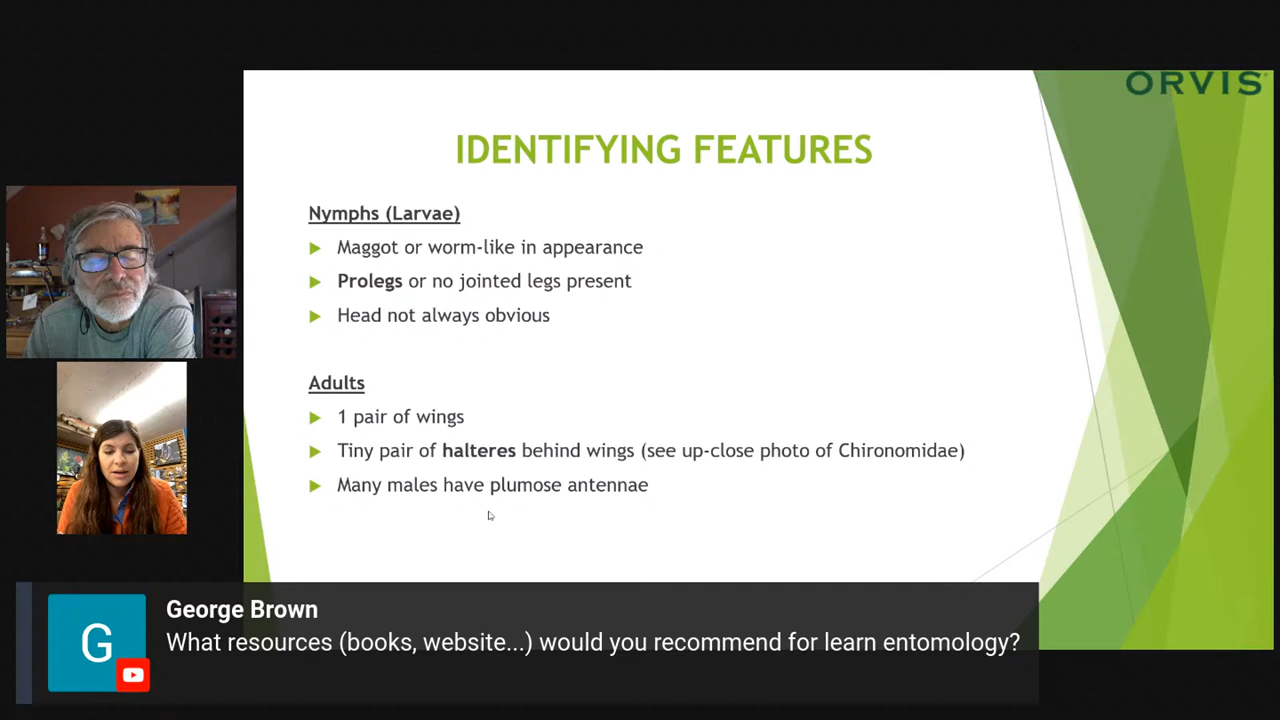 ORVIS
IDENTIFYING FEATURES
Nymphs (Larvae)
Maggot or worm-like in appearance
Prolegs or no jointed legs present
Head not always obvious
Adults
1 pair of wings
Tiny pair of halteres behind wings (see up-close photo of Chironomidae)
Many males have plumose antennae
G
George Brown
What resources (books, website...) would you recommend for learn entomology?